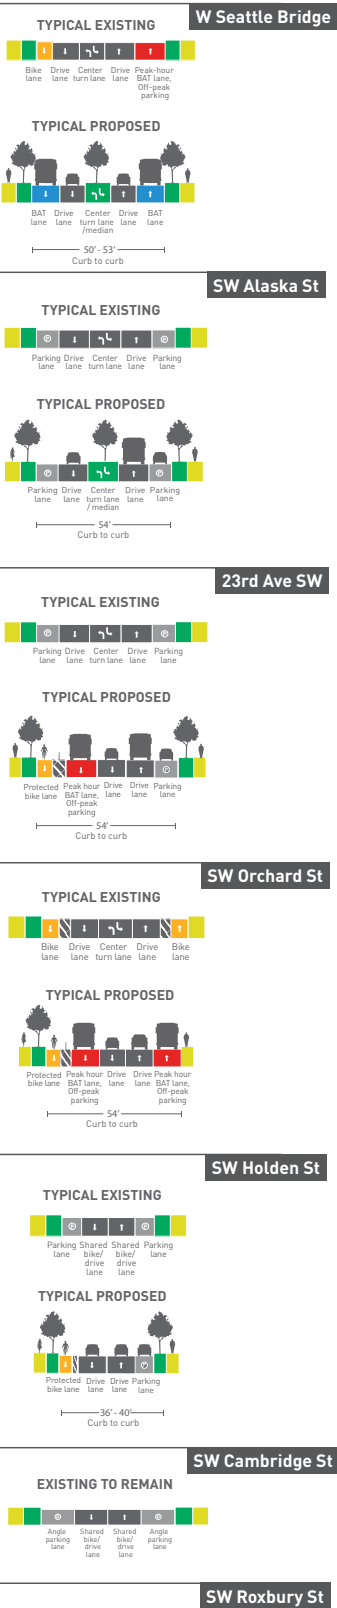 W Seattle Bridge
TYPICAL EXISTING
Bike lane
Drive lane
Center turn lane
Drive lane
Peak-hour BAT lane, Off-peak parking
TYPICAL PROPOSED
BAT lane
Drive lane
Center turn lane /median
Drive lane
BAT lane
50' - 53'
Curb to curb
SW Alaska St
TYPICAL EXISTING
P
P
Parking lane
Drive lane
Center turn lane
Drive lane
Parking lane
TYPICAL PROPOSED
P
P
Parking lane
Drive lane
Center turn lane / median
Drive lane
Parking lane
54'
Curb to curb
23rd Ave SW
TYPICAL EXISTING
P
P
Parking lane
Drive lane
Center turn lane
Drive lane
Parking lane
TYPICAL PROPOSED
P
Protected bike lane
Peak hour BAT lane, Off-peak parking
Drive lane
Drive lane
Parking lane
54'
Curb to curb
SW Orchard St
TYPICAL EXISTING
Bike lane
Drive lane
Center turn lane
Drive lane
Bike lane
TYPICAL PROPOSED
Protected bike lane
Peak hour BAT lane, Off-peak parking
Drive lane
Drive lane
Peak hour BAT lane, Off-peak parking
54'
Curb to curb
SW Holden St
TYPICAL EXISTING
P
P
Parking lane
Shared bike/ drive lane
Shared bike/ drive lane
Parking lane
TYPICAL PROPOSED
P
Protected bike lane
Drive lane
Drive lane
Parking lane
36' - 40'
Curb to curb
SW Cambridge St
EXISTING TO REMAIN
P
P
Angle parking lane
Shared bike/ drive lane
Shared bike/ drive lane
Angle parking lane
SW Roxbury St